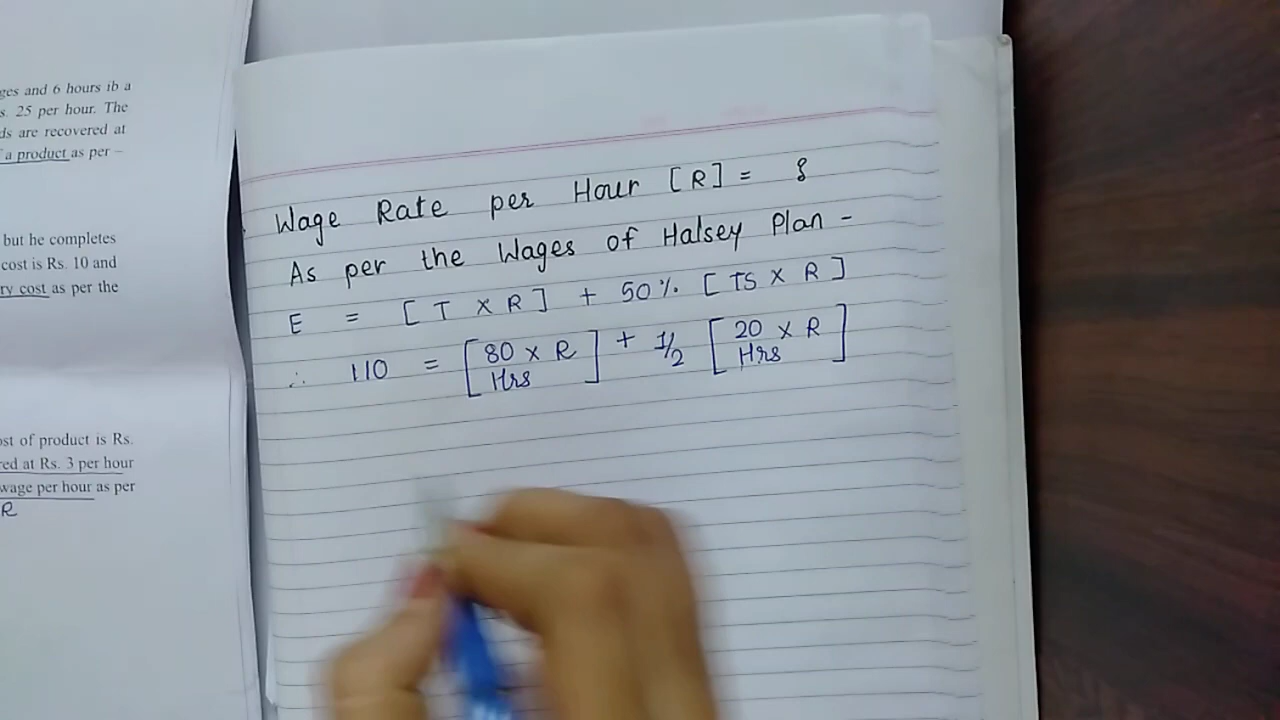 ges and 6 hours ib a
s. 25 per hour. The
ds are recovered at
a product as per –
but he completes
cost is Rs. 10 and
ry cost as per the
ost of product is Rs.
red at Rs. 3 per hour
wage per hour as per
R
Wage Rate per Hour [R] = ?
As per the Wages of Halsey Plan -
E = [ T X R ] + 50%. [ TS X R ]
∴ 110 = [ 80 x R ] + 1/2 [ 20 x R ]
Hrs Hrs